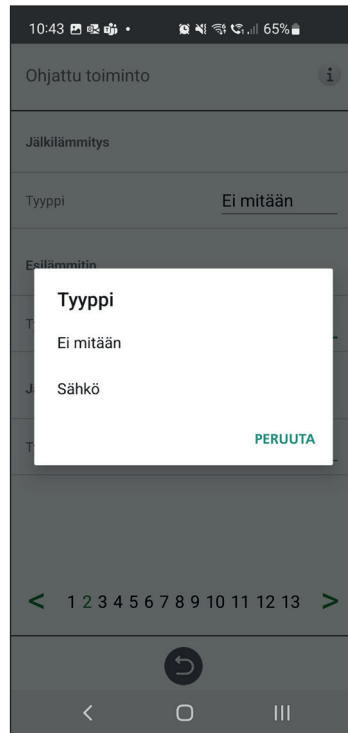 10:43 65%
Ohjattu toiminto i
Jälkilämmitys
Tyyppi Ei mitään
Esilämmitin
T
Tyyppi
Ei mitään
J
Sähkö
T
PERUUTA
< 1 2 3 4 5 6 7 8 9 10 11 12 13 >